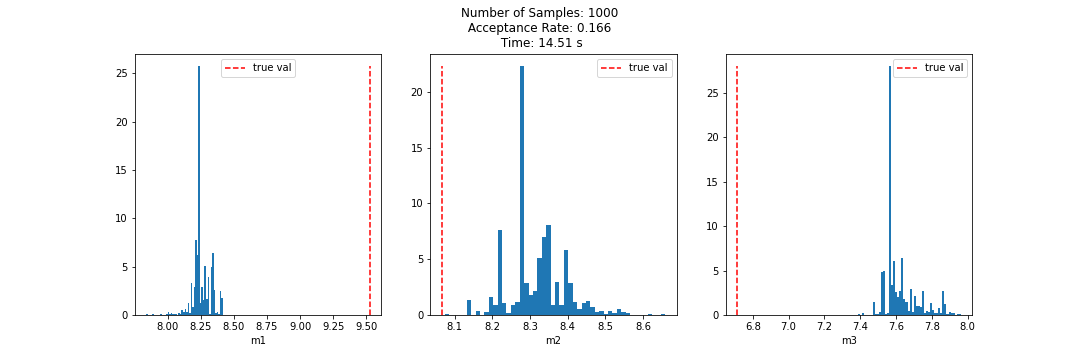 Number of Samples: 1000
Acceptance Rate: 0.166
Time: 14.51 s
true val
25
20
15
10
5
0
8.00 8.25 8.50 8.75 9.00 9.25 9.50
m1
true val
20
15
10
5
0
8.1 8.2 8.3 8.4 8.5 8.6
m2
true val
25
20
15
10
5
0
6.8 7.0 7.2 7.4 7.6 7.8 8.0
m3